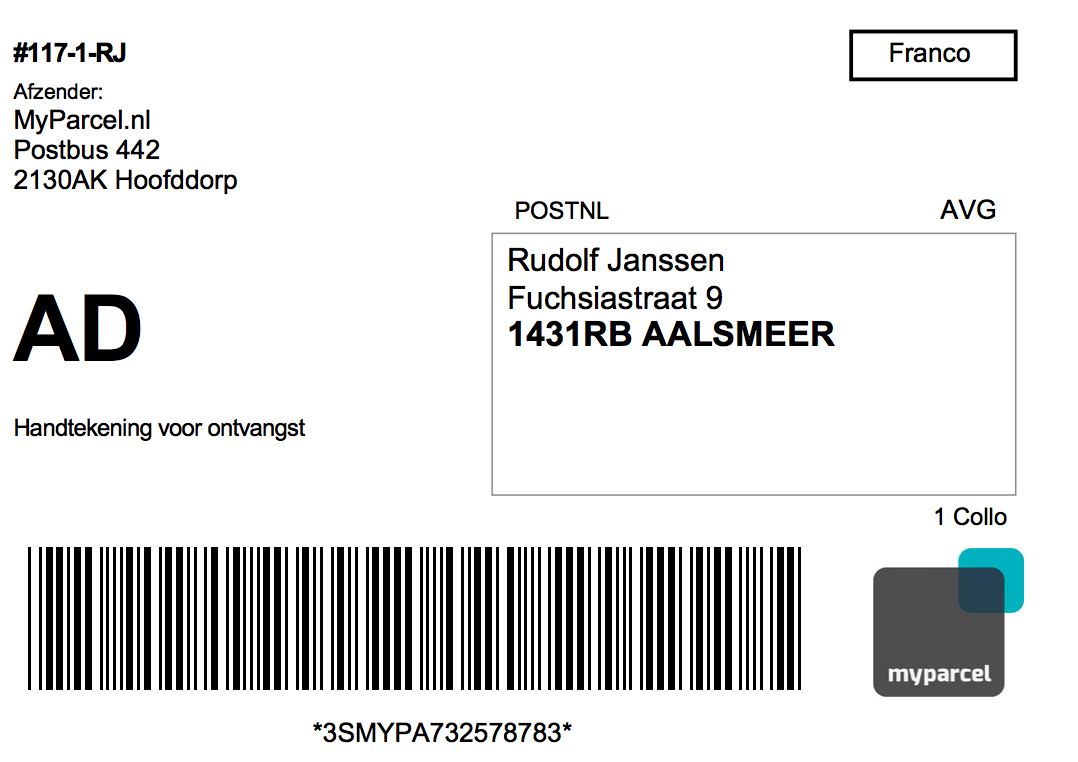 #117-1-RJ
Franco
Afzender:
MyParcel.nl
Postbus 442
2130AK Hoofddorp
POSTNL AVG
Rudolf Janssen
Fuchsiastraat 9
1431RB AALSMEER
AD
Handtekening voor ontvangst
1 Collo
myparcel
*3SMYPA732578783*